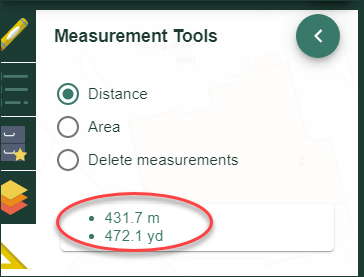 Measurement Tools
Distance
Area
Delete measurements
431.7 m
472.1 yd